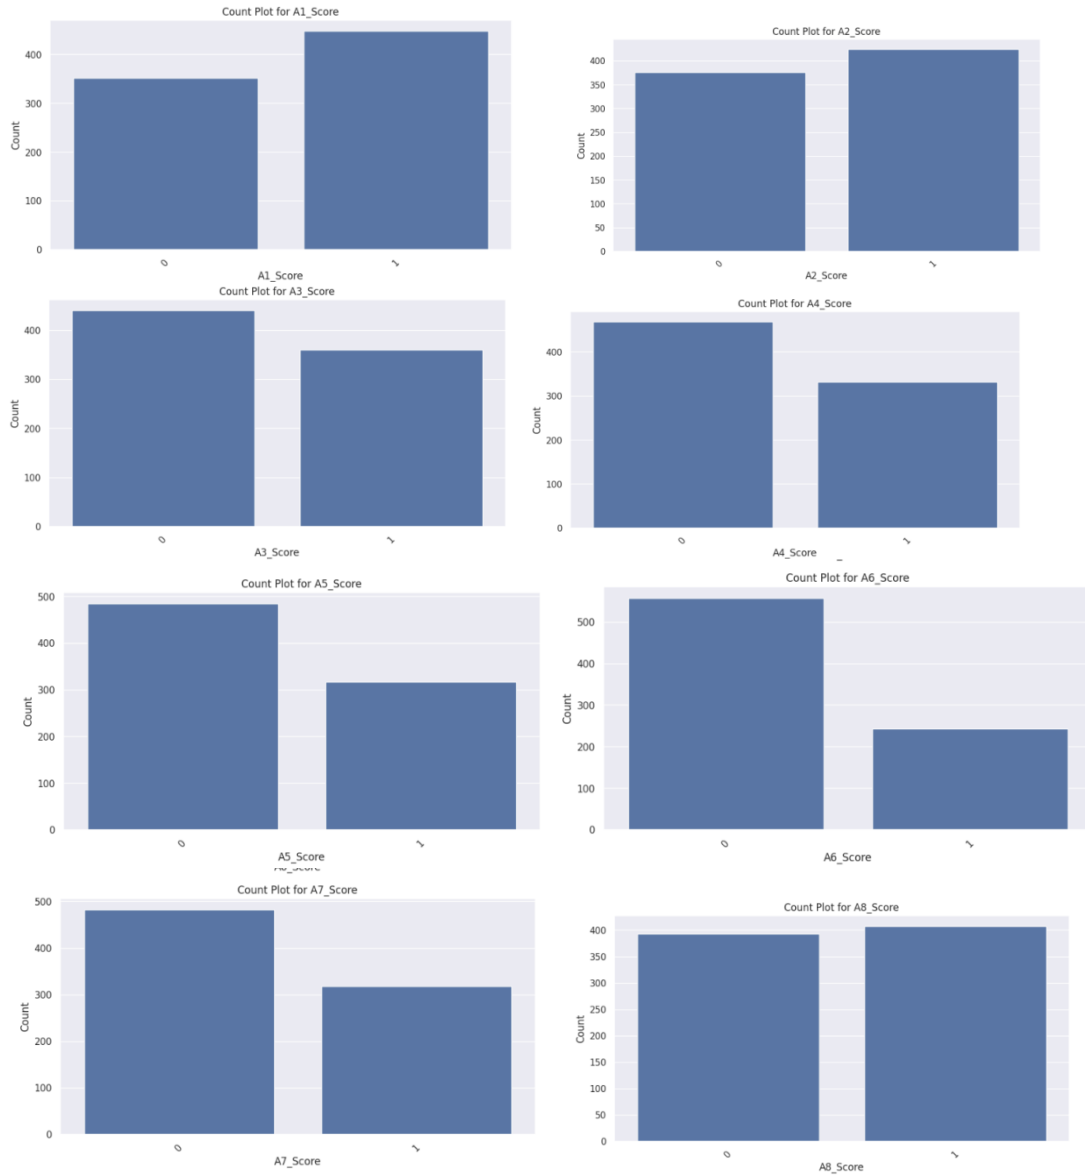 Count Plot for A1_Score
Count
400
300
200
100
0
0
1
A1_Score
Count Plot for A2_Score
Count
400
350
300
250
200
150
100
50
0
0
1
A2_Score
Count Plot for A3_Score
Count
400
300
200
100
0
0
1
A3_Score
Count Plot for A4_Score
Count
400
300
200
100
0
0
1
A4_Score
Count Plot for A5_Score
Count
500
400
300
200
100
0
0
1
A5_Score
Count Plot for A6_Score
Count
500
400
300
200
100
0
0
1
A6_Score
Count Plot for A7_Score
Count
500
400
300
200
100
0
0
1
A7_Score
Count Plot for A8_Score
Count
400
350
300
250
200
150
100
50
0
0
1
A8_Score